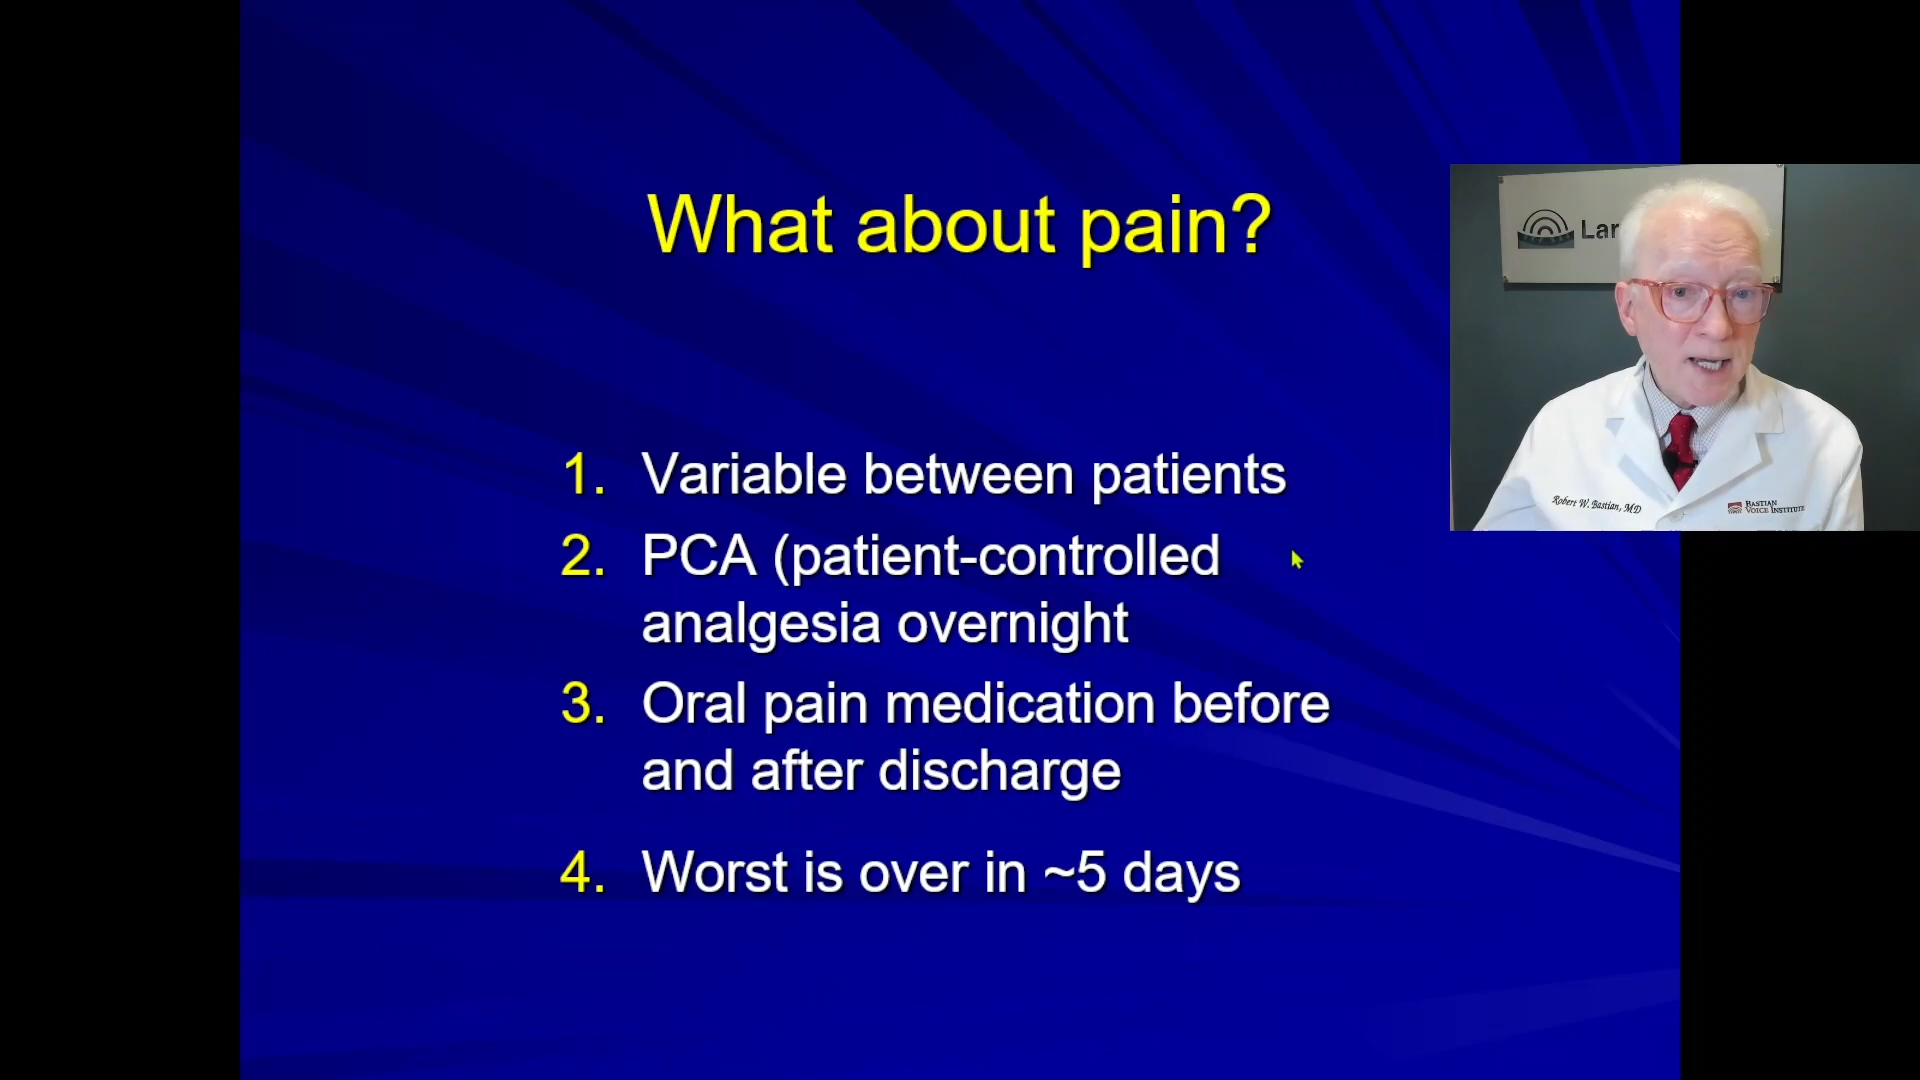 What about pain?
Lar
1. Variable between patients
2. PCA (patient-controlled
analgesia overnight
3. Oral pain medication before
and after discharge
4. Worst is over in ~5 days
Robert W. Bastian, MD
BASTIAN
VOICE INSTITUTE